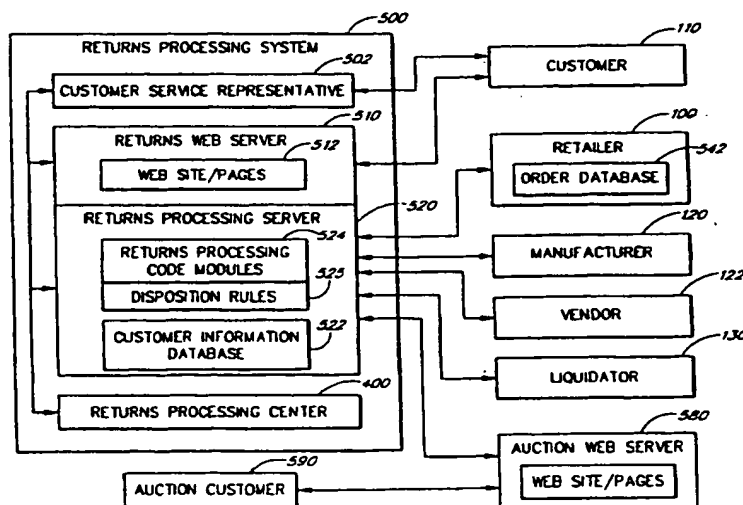 500
RETURNS PROCESSING SYSTEM
502
CUSTOMER SERVICE REPRESENTATIVE
510
RETURNS WEB SERVER
512
WEB SITE/PAGES
520
RETURNS PROCESSING SERVER
524
RETURNS PROCESSING
CODE MODULES
525
DISPOSITION RULES
522
CUSTOMER INFORMATION
DATABASE
400
RETURNS PROCESSING CENTER
590
AUCTION CUSTOMER
110
CUSTOMER
100
RETAILER
542
ORDER DATABASE
120
MANUFACTURER
122
VENDOR
130
LIQUIDATOR
580
AUCTION WEB SERVER
WEB SITE/PAGES